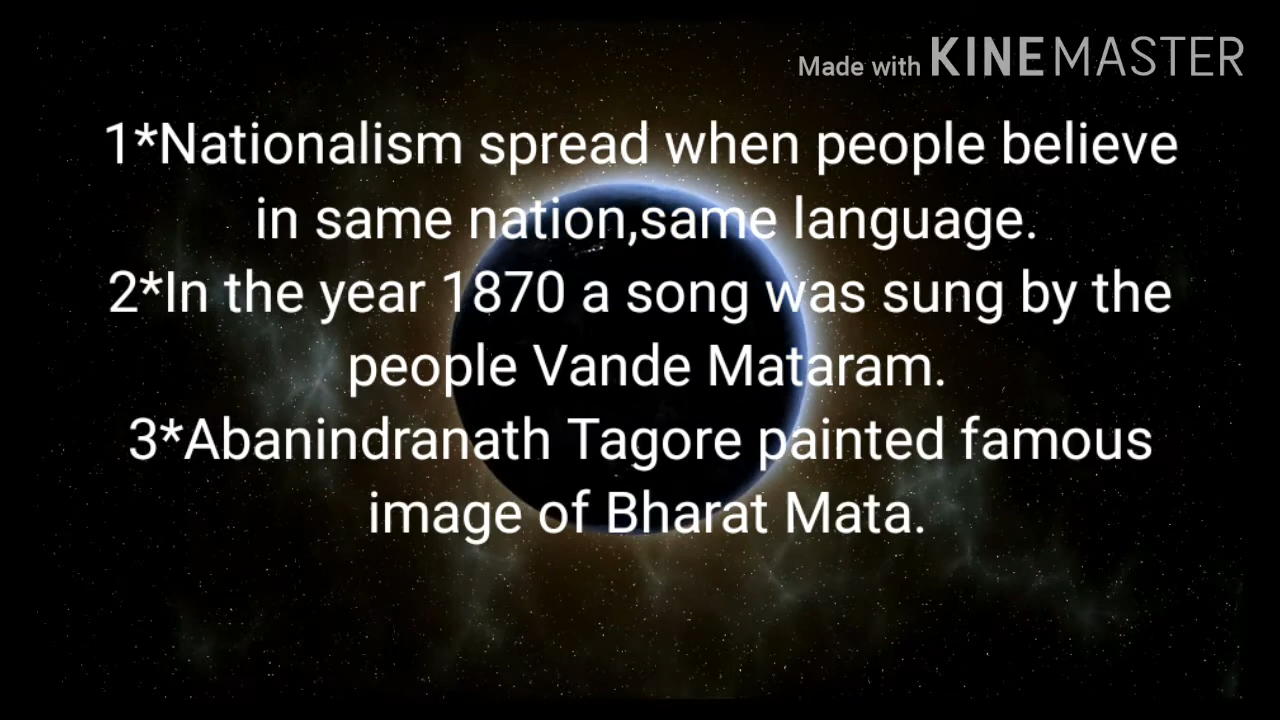 Made with KINEMASTER
1*Nationalism spread when people believe
in same nation,same language.
2*In the year 1870 a song was sung by the
people Vande Mataram.
3*Abanindranath Tagore painted famous
image of Bharat Mata.